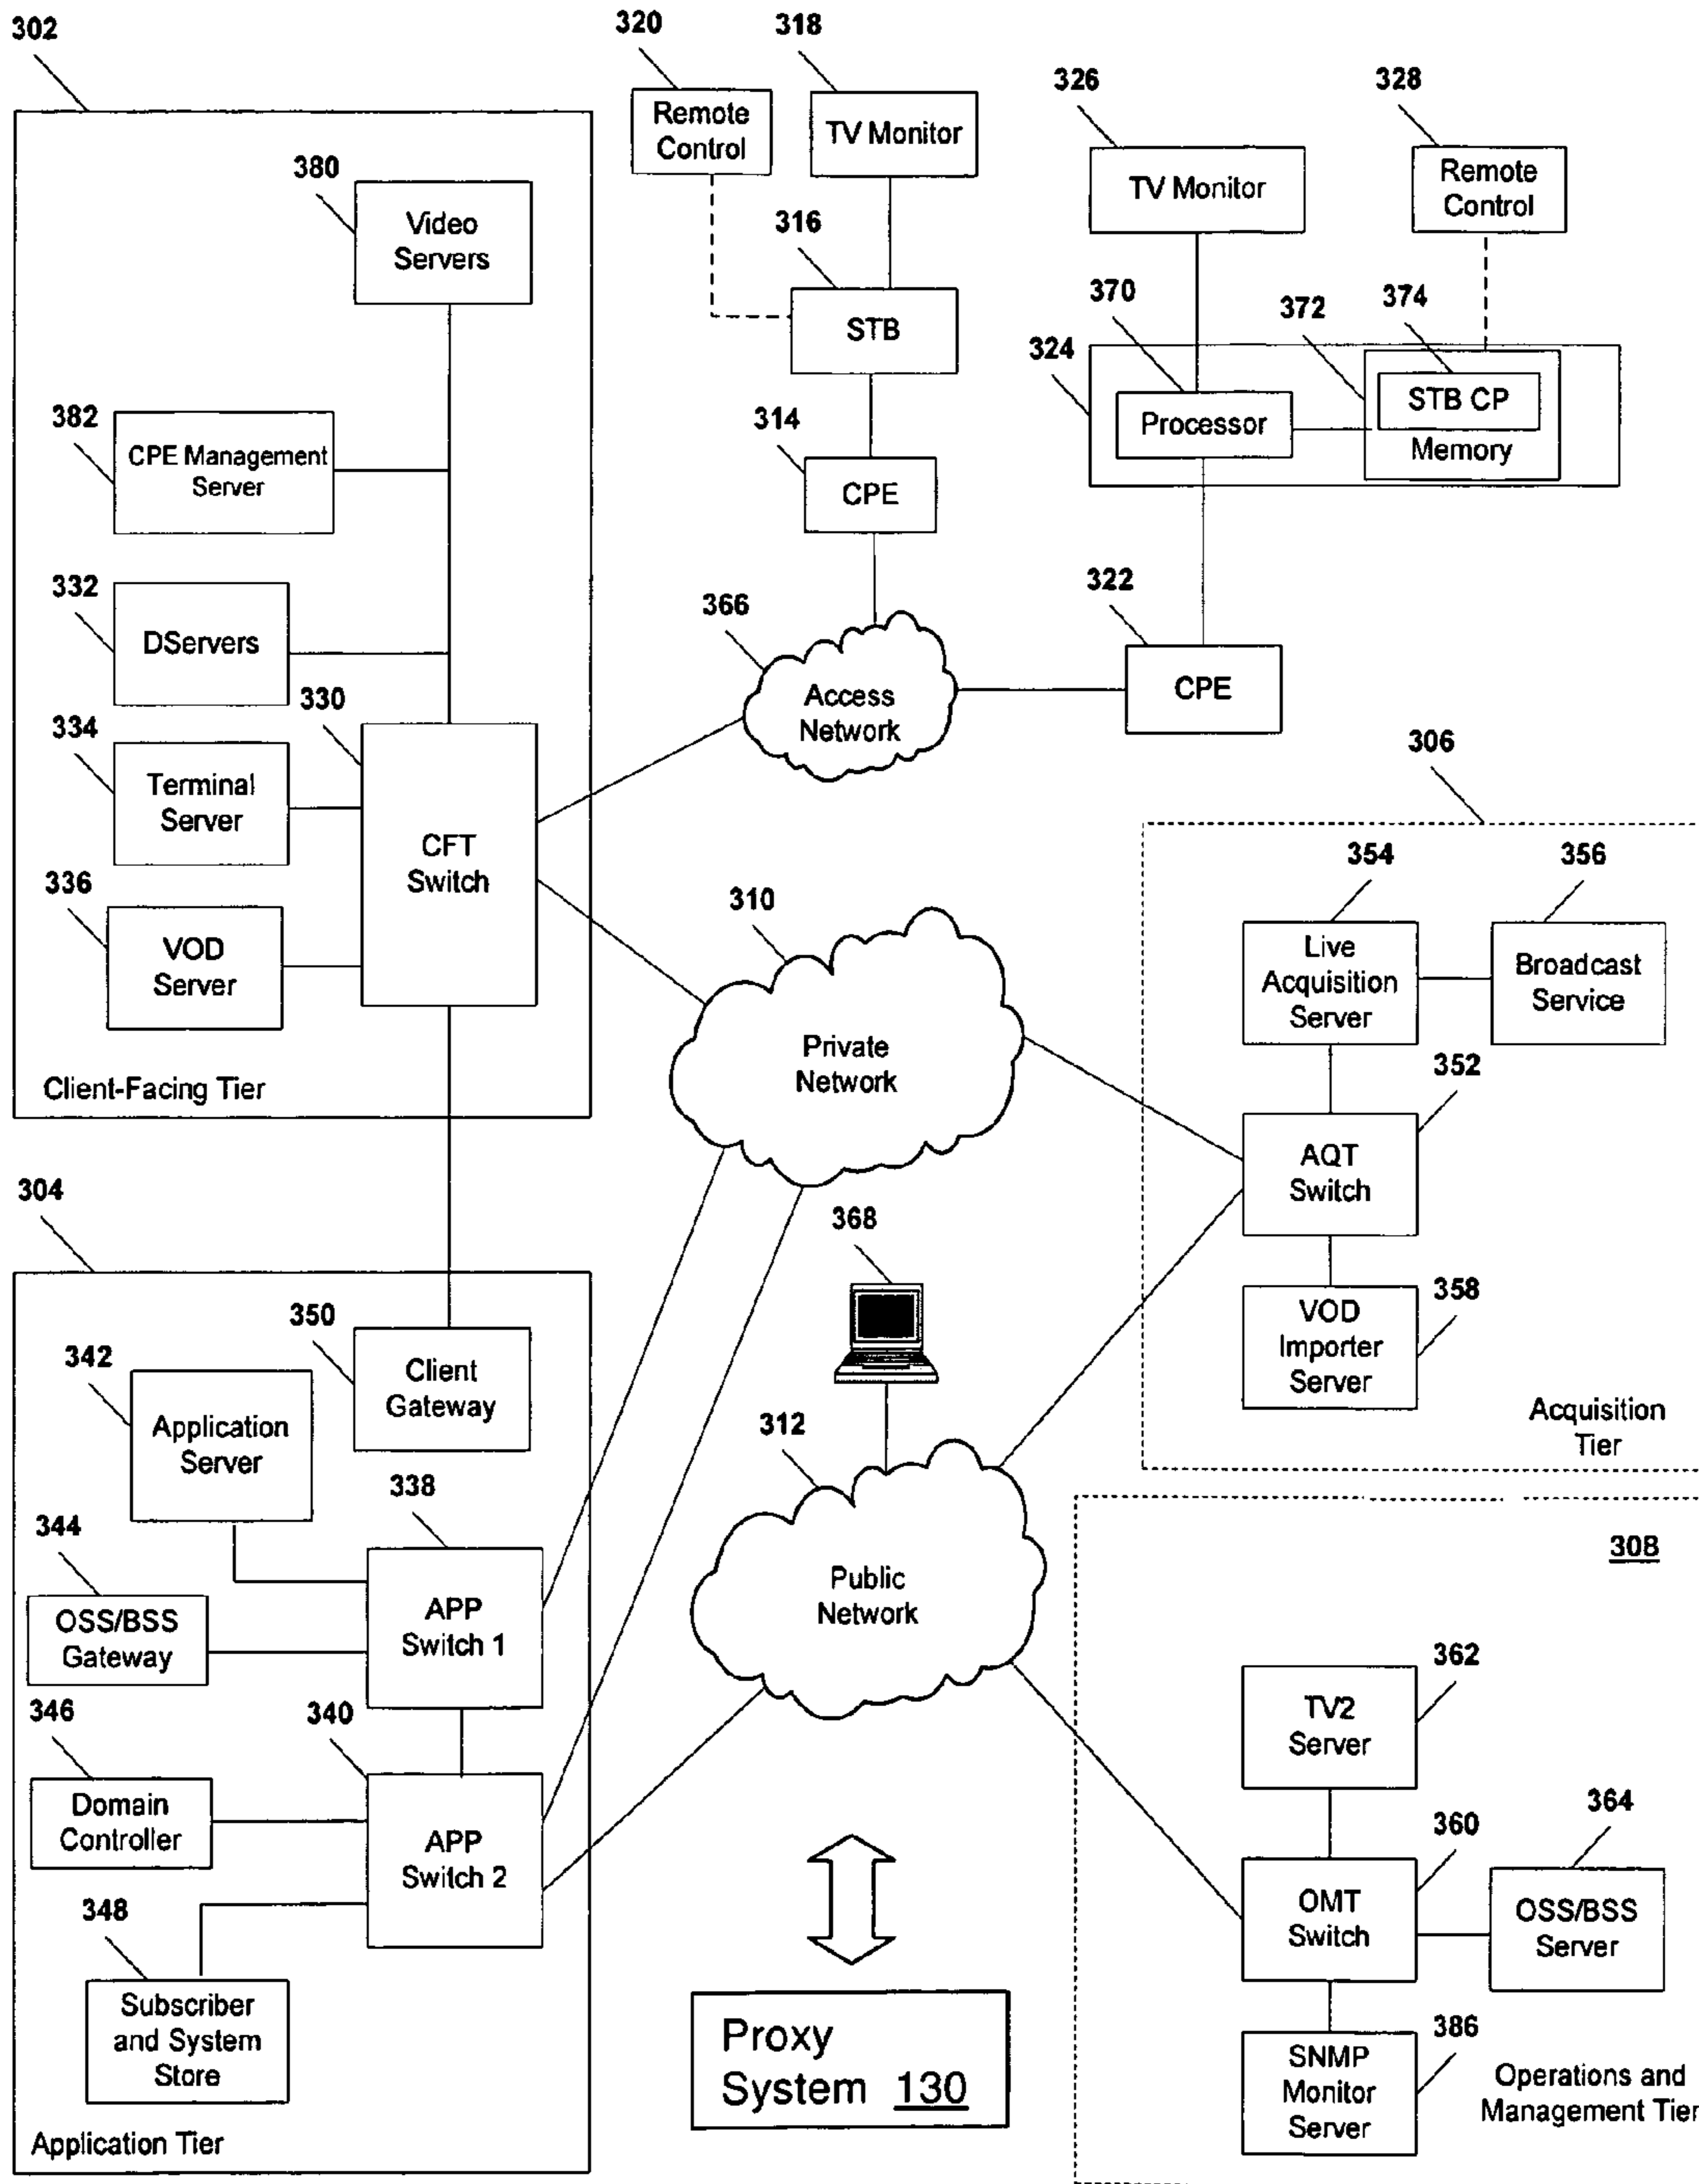 302
380
Video
Servers
382
CPE Management
Server
332
DServers
330
334
Terminal
Server
CFT
Switch
336
VOD
Server
Client-Facing Tier
320
Remote
Control
318
TV Monitor
316
STB
314
CPE
366
Access
Network
326
TV Monitor
328
Remote
Control
370
372
374
324
Processor
STB CP
Memory
322
CPE
310
Private
Network
306
354
Live
Acquisition
Server
356
Broadcast
Service
352
AQT
Switch
358
VOD
Importer
Server
Acquisition
Tier
304
350
Client
Gateway
342
Application
Server
338
344
OSS/BSS
Gateway
APP
Switch 1
346
Domain
Controller
340
APP
Switch 2
348
Subscriber
and System
Store
Application Tier
368
312
Public
Network
Proxy
System 130
308
362
TV2
Server
360
OMT
Switch
364
OSS/BSS
Server
386
SNMP
Monitor
Server
Operations and
Management Tier